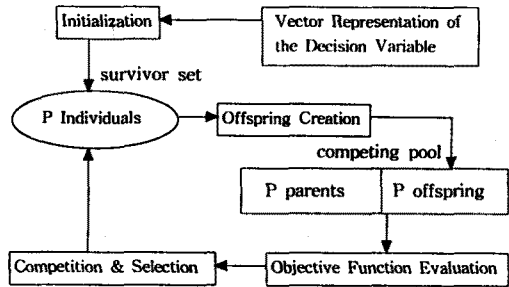 Initialization
Vector Representation of
the Decision Variable
survivor set
P Individuals
Offspring Creation
competing pool
P parents
P offspring
Competition & Selection
Objective Function Evaluation